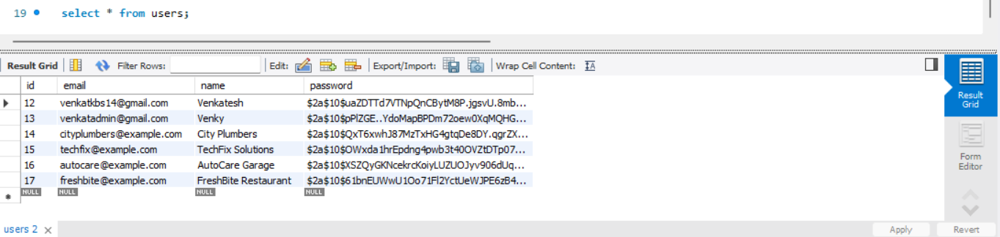 19 select * from users;
Result Grid Filter Rows: Edit: Export/Import: Wrap Cell Content: IA
id email name password
12 venkatkbs14@gmail.com Venkatesh $2a$10$uaZDTTd7VTNpQnCBytM8P.jgsvU.8mb...
13 venkatadmin@gmail.com Venky $2a$10$pPlZGE..YdoMapBPDm72oew0XqMQHG...
14 cityplumbers@example.com City Plumbers $2a$10$QxT6xwhJ87MzTxHG4gtqDe8DY.qgrZX...
15 techfix@example.com TechFix Solutions $2a$10$OWxda1hrEpdng4pwb3t40OVZtDTp07...
16 autocare@example.com AutoCare Garage $2a$10$XSZQyGKNcekrcKoiyLUZUOJyv906dUq...
17 freshbite@example.com FreshBite Restaurant $2a$10$61bnEUWwU1Oo71Fl2YctUeWJPE6zB4...
NULL NULL NULL NULL
Result
Grid
Form
Editor
users 2
Apply Revert